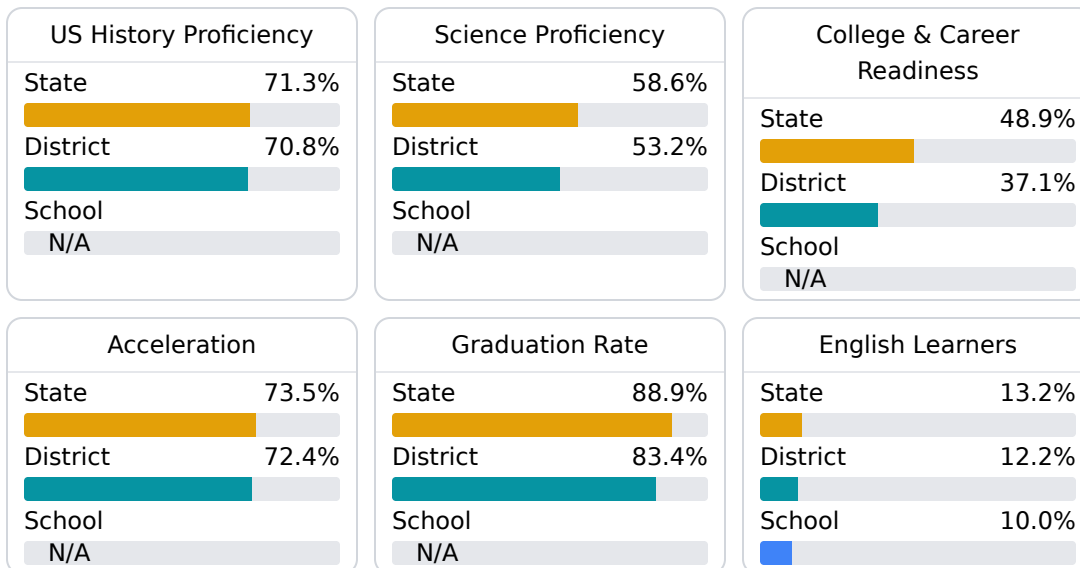 US History Proficiency
State 71.3%
District 70.8%
School
N/A
Science Proficiency
State 58.6%
District 53.2%
School
N/A
College & Career
Readiness
State 48.9%
District 37.1%
School
N/A
Acceleration
State 73.5%
District 72.4%
School
N/A
Graduation Rate
State 88.9%
District 83.4%
School
N/A
English Learners
State 13.2%
District 12.2%
School 10.0%